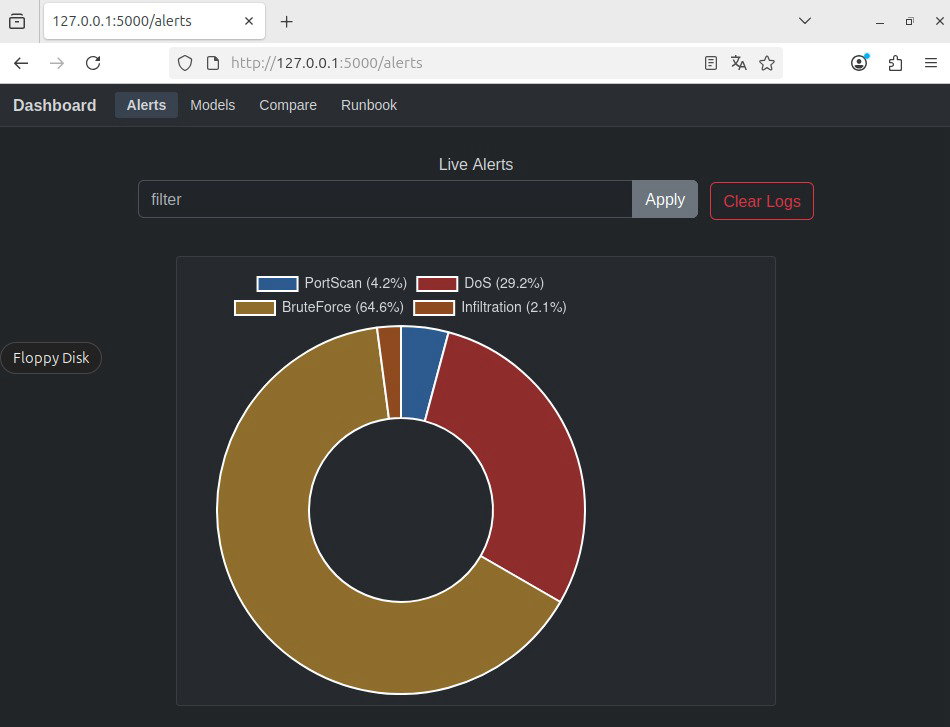 127.0.0.1:5000/alerts
http://127.0.0.1:5000/alerts
Dashboard Alerts Models Compare Runbook
Live Alerts
filter Apply Clear Logs
PortScan (4.2%) DoS (29.2%)
BruteForce (64.6%) Infiltration (2.1%)
Floppy Disk